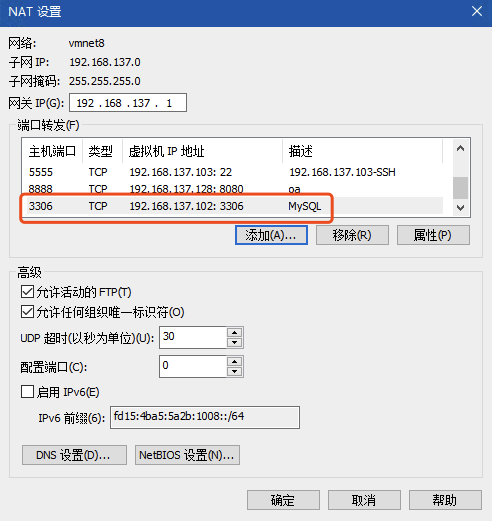 NAT 设置
网络: vmnet8
子网 IP: 192.168.137.0
子网掩码: 255.255.255.0
网关 IP(G): 192 . 168 . 137 . 1
端口转发(F)
主机端口 类型 虚拟机 IP 地址 描述
5555 TCP 192.168.137.103: 22 192.168.137.103-SSH
8888 TCP 192.168.137.128: 8080 oa
3306 TCP 192.168.137.102: 3306 MySQL
添加(A)... 移除(R) 属性(P)
高级
允许活动的 FTP(T)
允许任何组织唯一标识符(O)
UDP 超时(以秒为单位)(U): 30
配置端口(C): 0
启用 IPv6(E)
IPv6 前缀(6): fd15:4ba5:5a2b:1008::/64
DNS 设置(D)... NetBIOS 设置(N)...
确定 取消 帮助